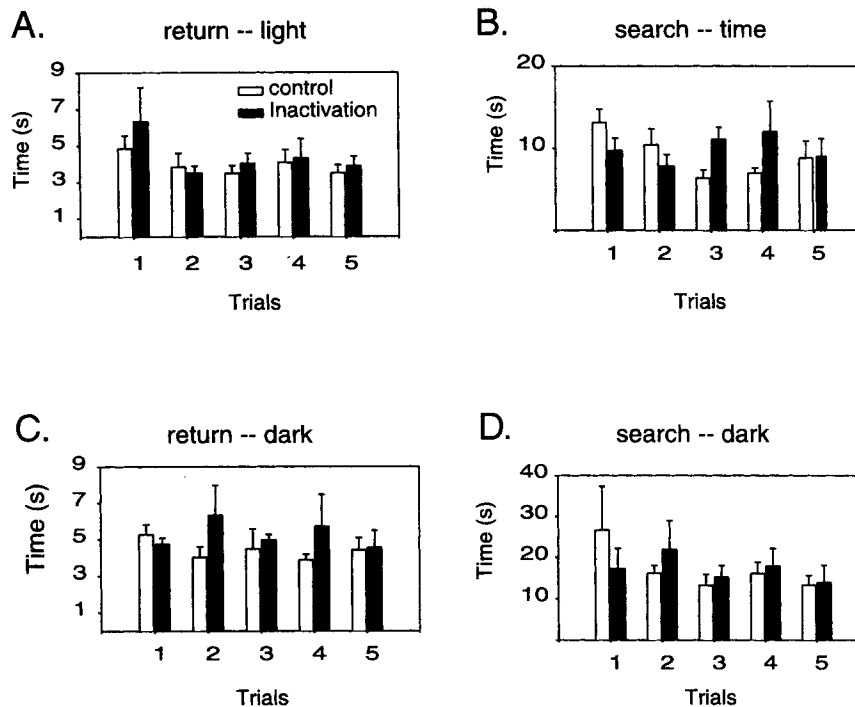 A.
return -- light
9
7
5
3
1
Time (s)
control
Inactivation
1 2 3 4 5
Trials
B.
search -- time
20
10
0
Time (s)
1 2 3 4 5
Trials
C.
return -- dark
9
7
5
3
1
Time (s)
1 2 3 4 5
Trials
D.
search -- dark
40
30
20
10
0
Time (s)
1 2 3 4 5
Trials